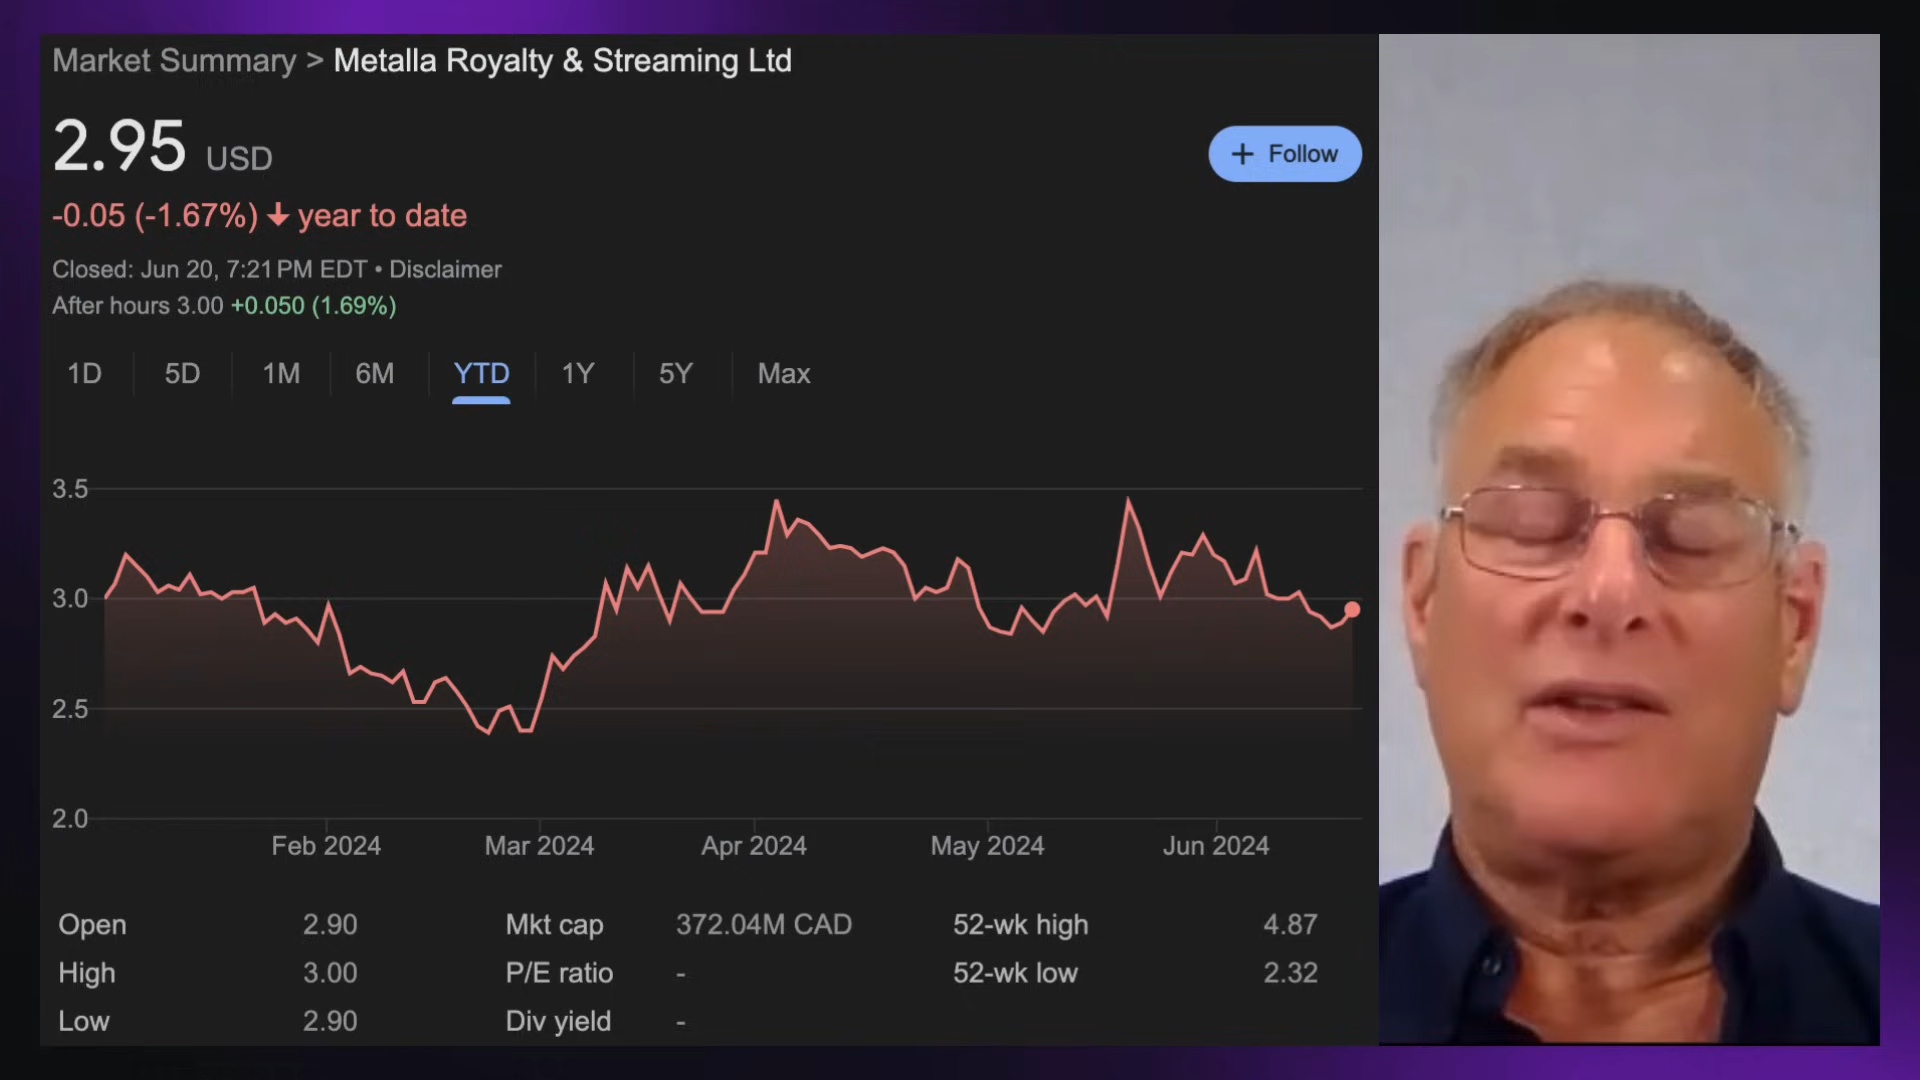 Market Summary > Metalla Royalty & Streaming Ltd
2.95 USD
+ Follow
-0.05 (-1.67%) ↓ year to date
Closed: Jun 20, 7:21 PM EDT • Disclaimer
After hours 3.00 +0.050 (1.69%)
1D 5D 1M 6M YTD 1Y 5Y Max
3.5
3.0
2.5
2.0
Feb 2024 Mar 2024 Apr 2024 May 2024 Jun 2024
Open 2.90 Mkt cap 372.04M CAD 52-wk high 4.87
High 3.00 P/E ratio - 52-wk low 2.32
Low 2.90 Div yield -